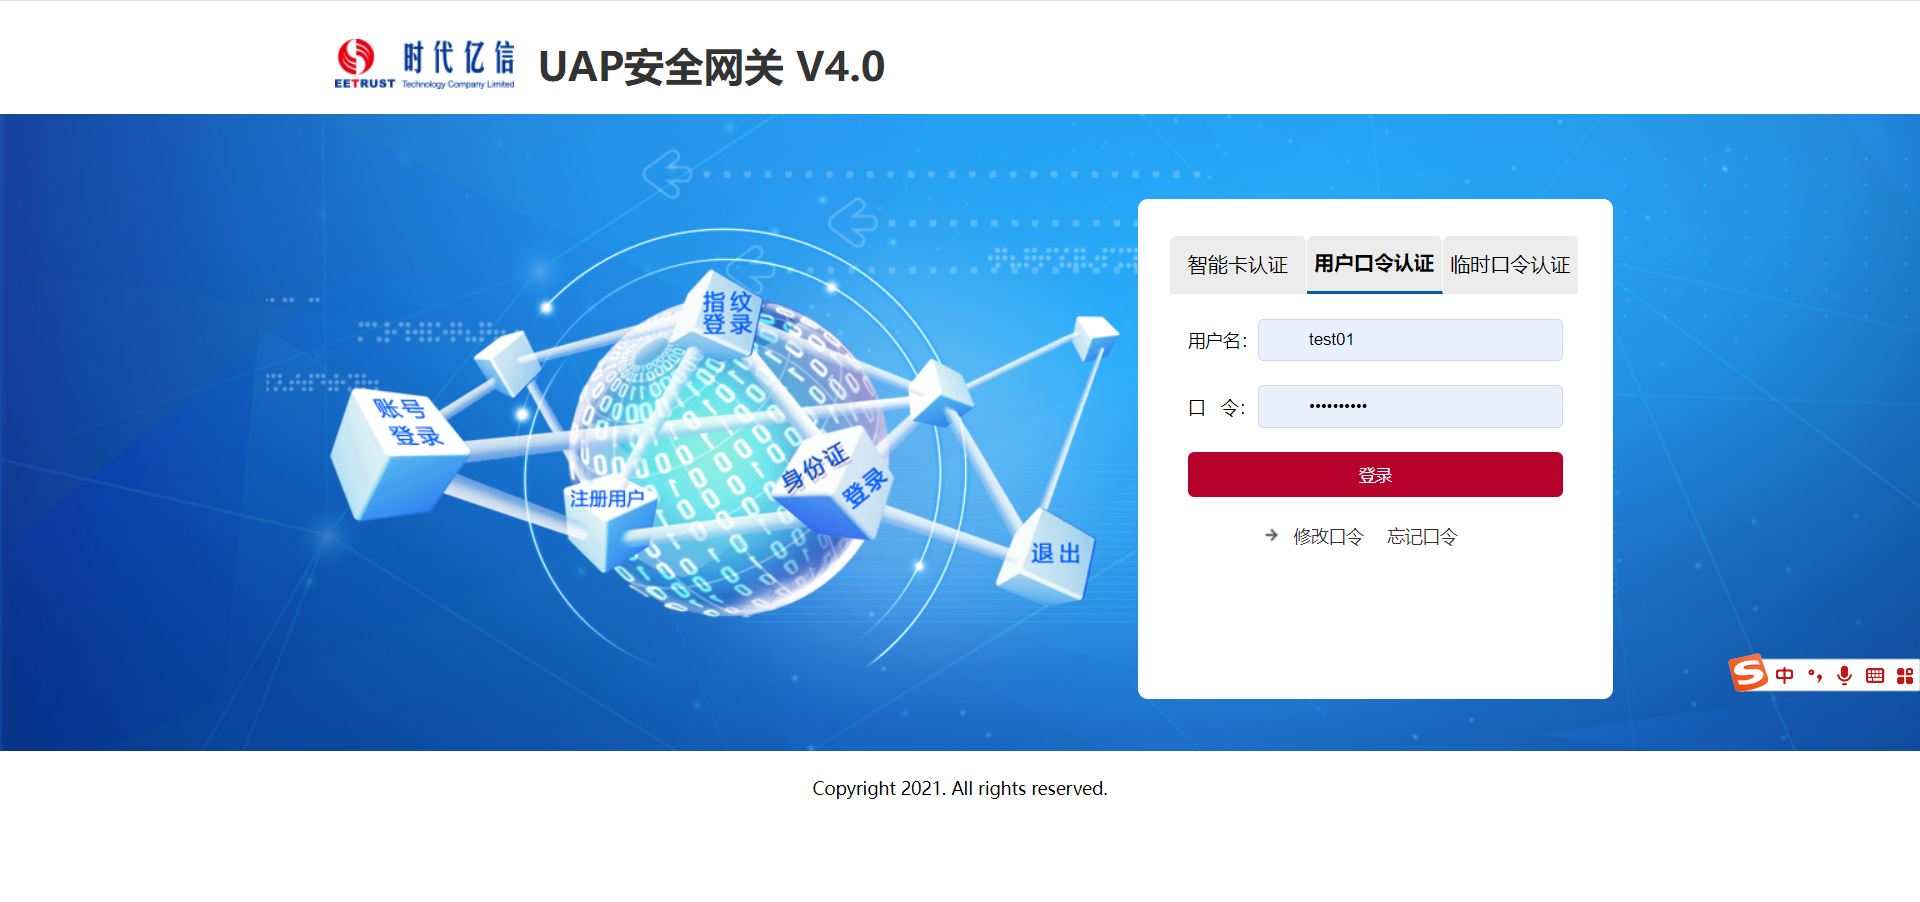 时代亿信
EETRUST Technology Company Limited
UAP安全网关 V4.0
智能卡认证
用户口令认证
临时口令认证
用户名：
test01
口 令：
••••••••••
登录
修改口令
忘记口令
指纹
登录
账号
登录
注册用户
身份证
登录
退出
中
Copyright 2021. All rights reserved.